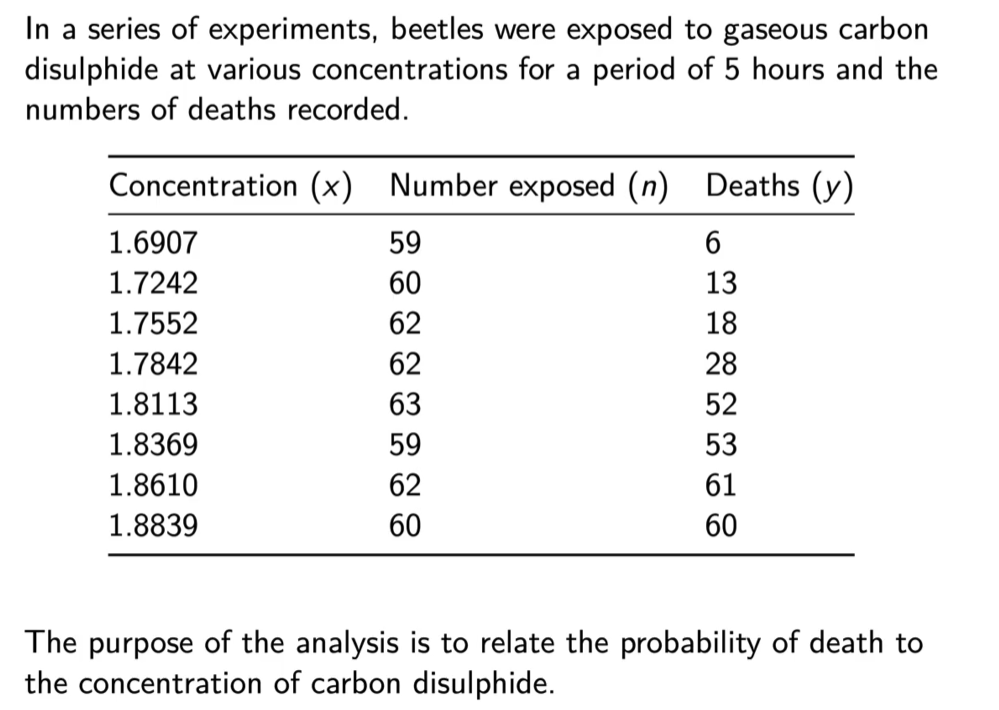 In a series of experiments, beetles were exposed to gaseous carbon
disulphide at various concentrations for a period of 5 hours and the
numbers of deaths recorded.
Concentration (x) Number exposed (n) Deaths (y)
1.6907 59 6
1.7242 60 13
1.7552 62 18
1.7842 62 28
1.8113 63 52
1.8369 59 53
1.8610 62 61
1.8839 60 60
The purpose of the analysis is to relate the probability of death to
the concentration of carbon disulphide.